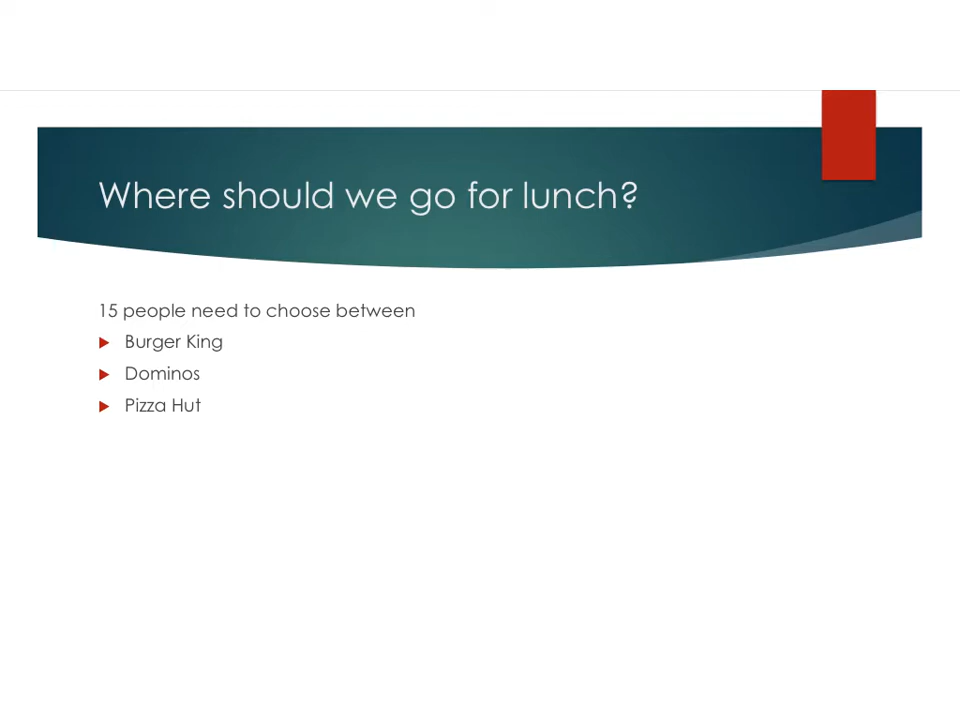 Where should we go for lunch?
15 people need to choose between
Burger King
Dominos
Pizza Hut